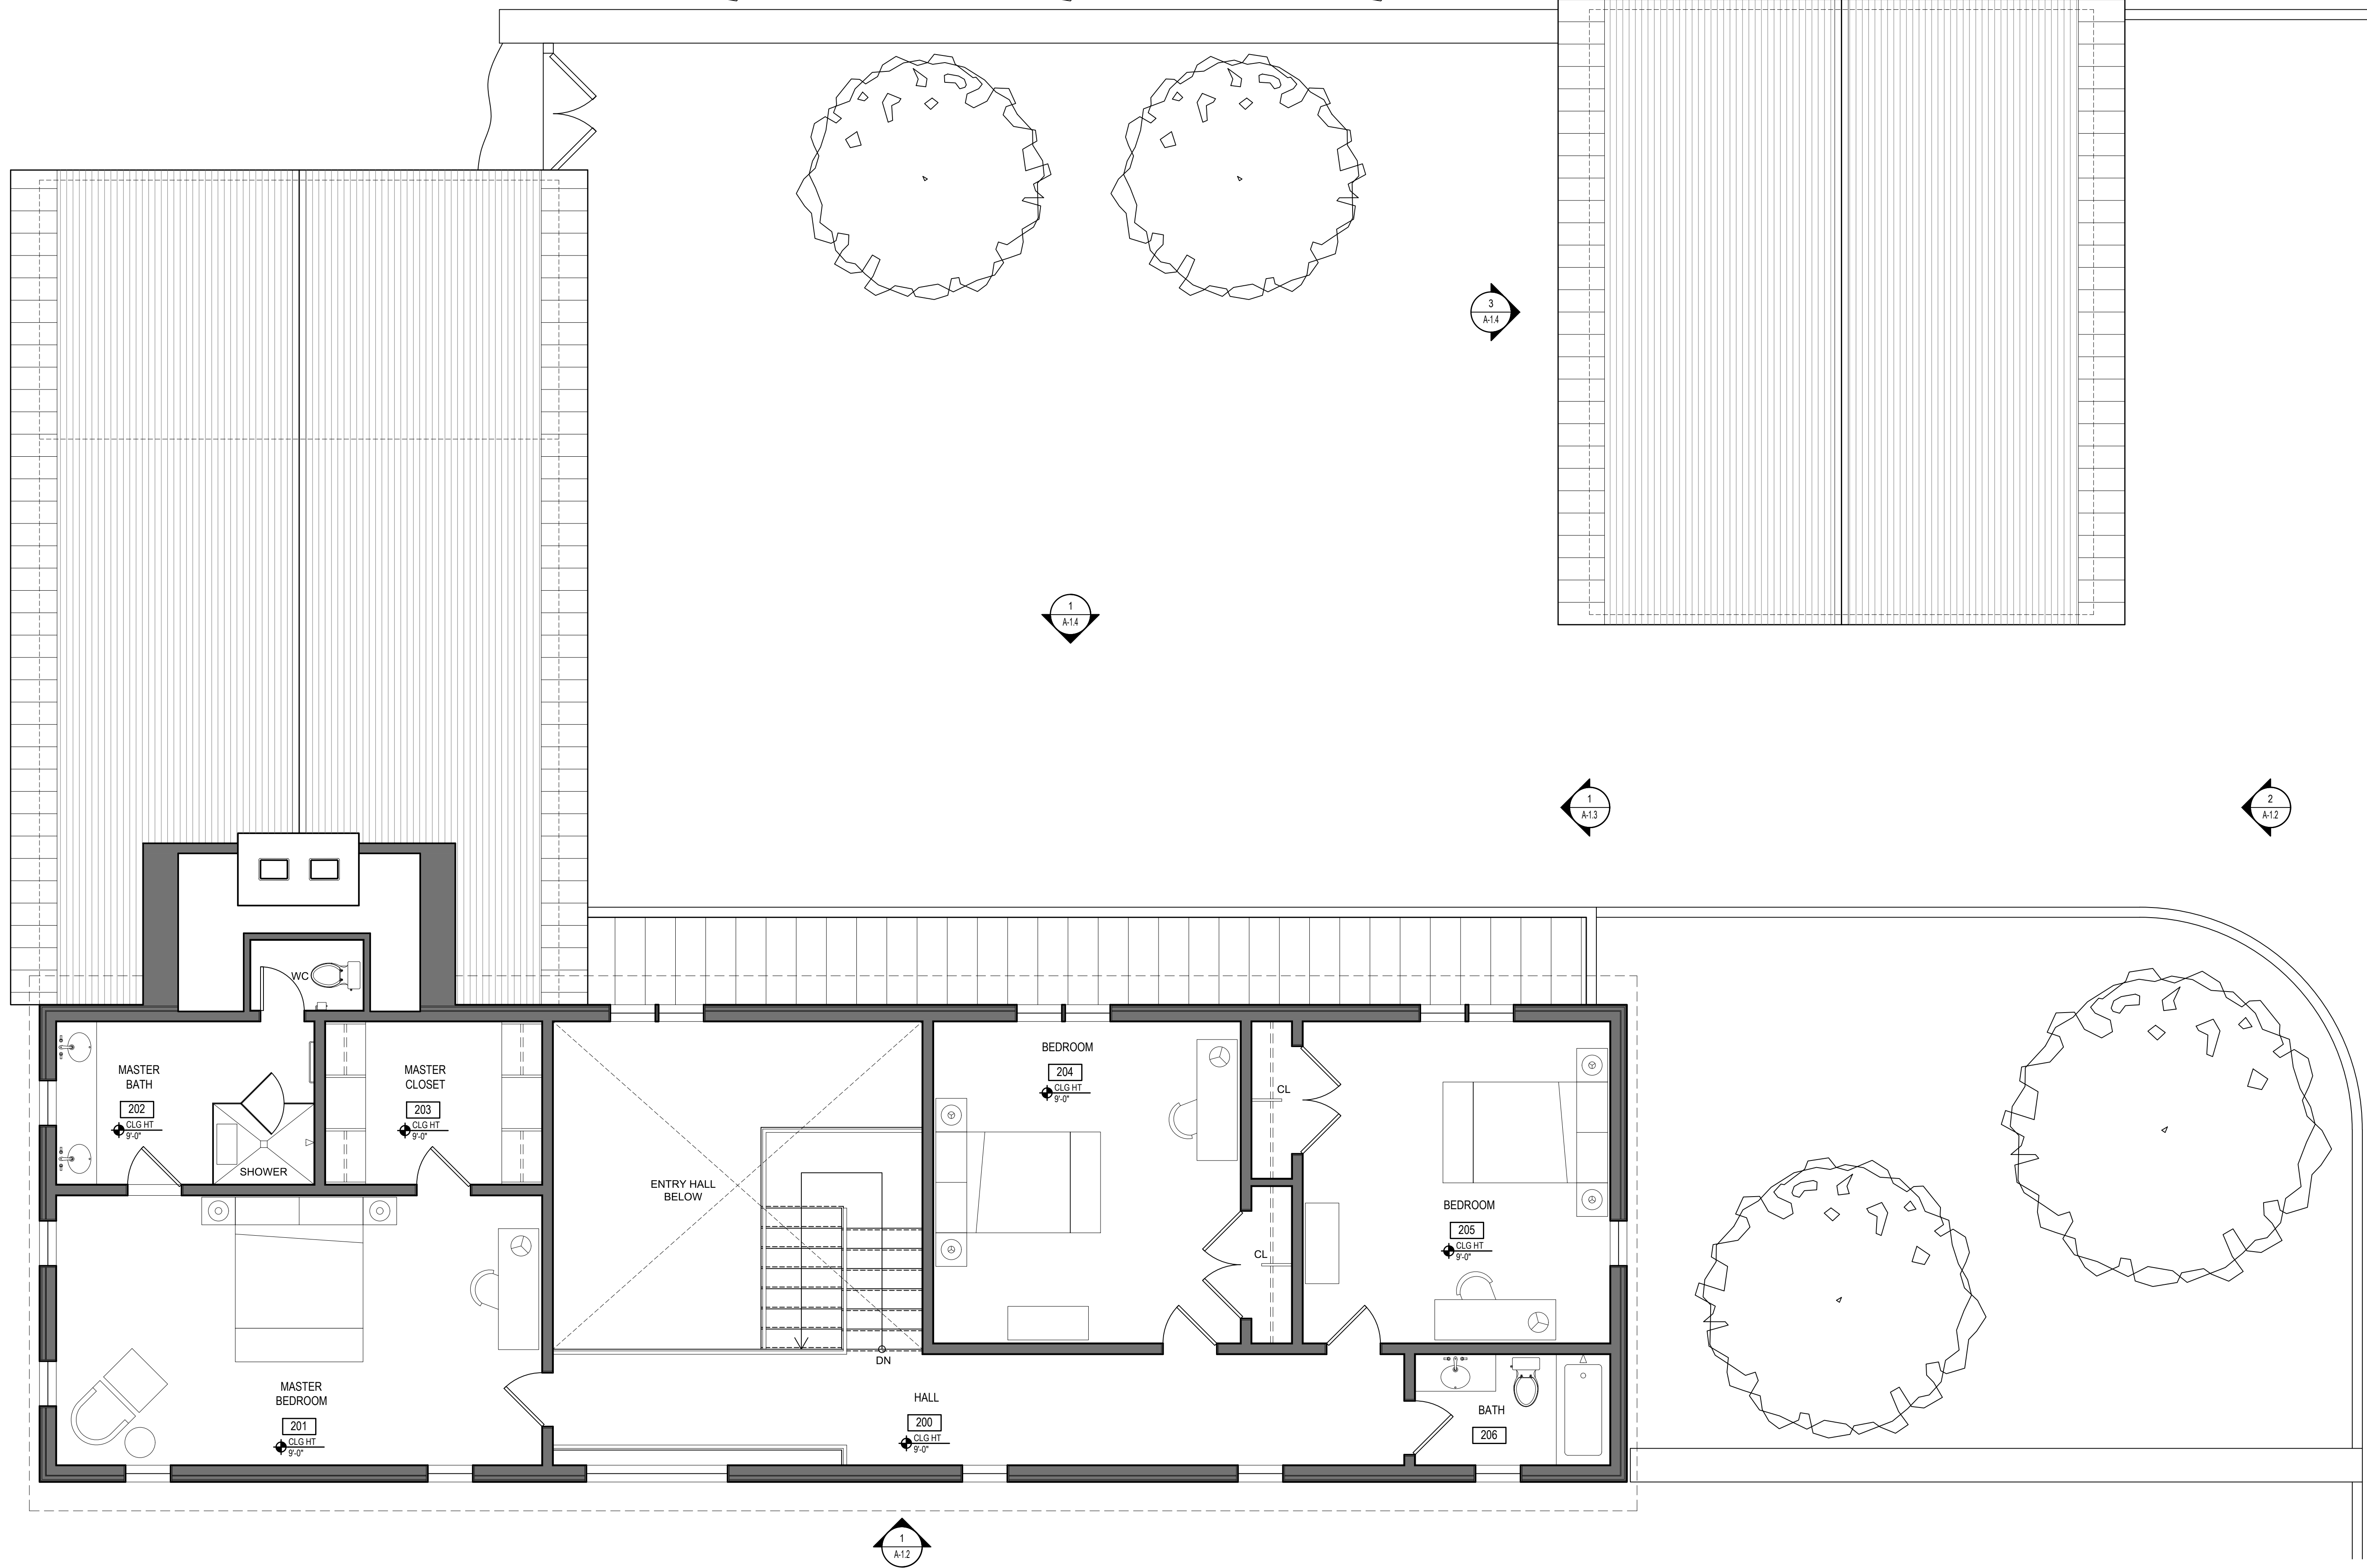 3
A-1.4
1
A-1.4
1
A-1.3
2
A-1.2
WC
MASTER
BATH
202
CLG HT
9'-0"
SHOWER
MASTER
CLOSET
203
CLG HT
9'-0"
ENTRY HALL
BELOW
DN
BEDROOM
204
CLG HT
9'-0"
CL
CL
BEDROOM
205
CLG HT
9'-0"
MASTER
BEDROOM
201
CLG HT
9'-0"
HALL
200
CLG HT
9'-0"
BATH
206
1
A-1.2